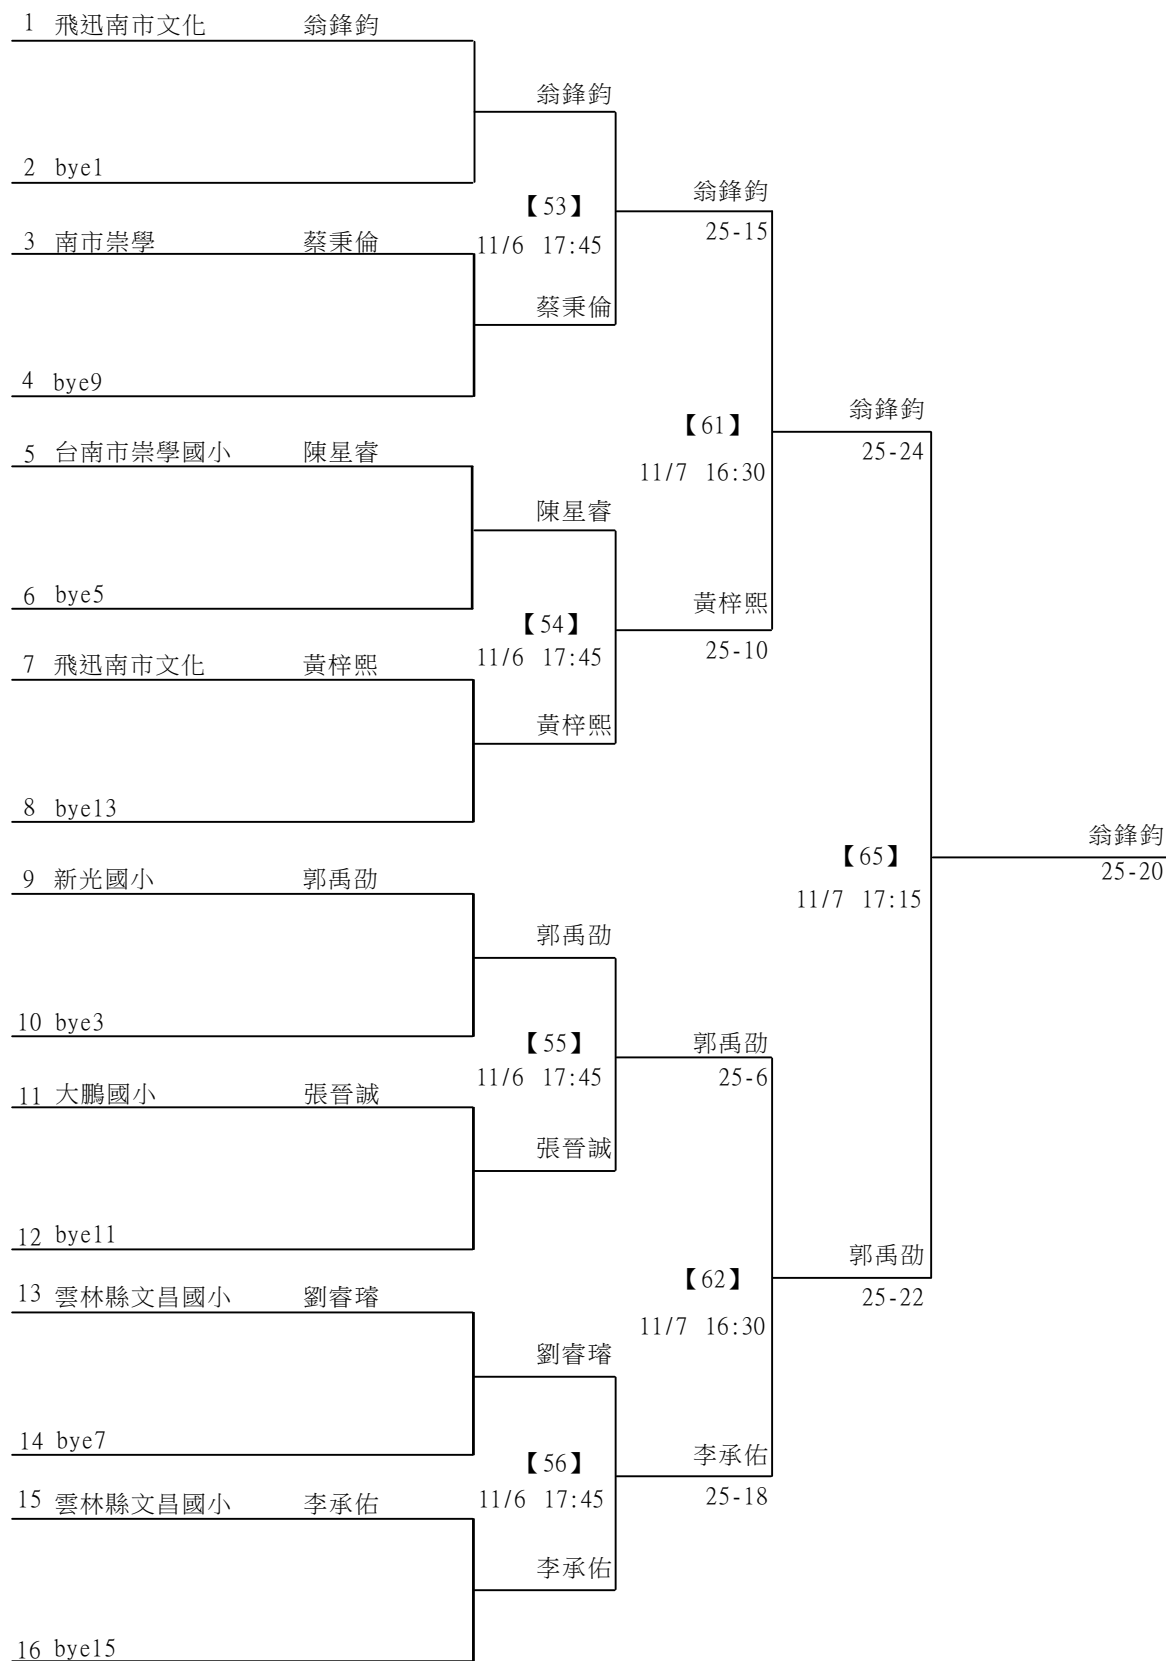 1 飛迅南市文化 翁鋒鈞
翁鋒鈞
2 bye1
翁鋒鈞
【53】
25-15
3 南市崇學 蔡秉倫
11/6 17:45
蔡秉倫
4 bye9
翁鋒鈞
【61】
25-24
5 台南市崇學國小 陳星睿
11/7 16:30
陳星睿
6 bye5
黃梓熙
【54】
25-10
7 飛迅南市文化 黃梓熙
11/6 17:45
黃梓熙
8 bye13
翁鋒鈞
【65】
25-20
9 新光國小 郭禹劭
11/7 17:15
郭禹劭
10 bye3
郭禹劭
【55】
25-6
11 大鵬國小 張晉誠
11/6 17:45
張晉誠
12 bye11
郭禹劭
【62】
25-22
13 雲林縣文昌國小 劉睿璿
11/7 16:30
劉睿璿
14 bye7
李承佑
【56】
25-18
15 雲林縣文昌國小 李承佑
11/6 17:45
李承佑
16 bye15